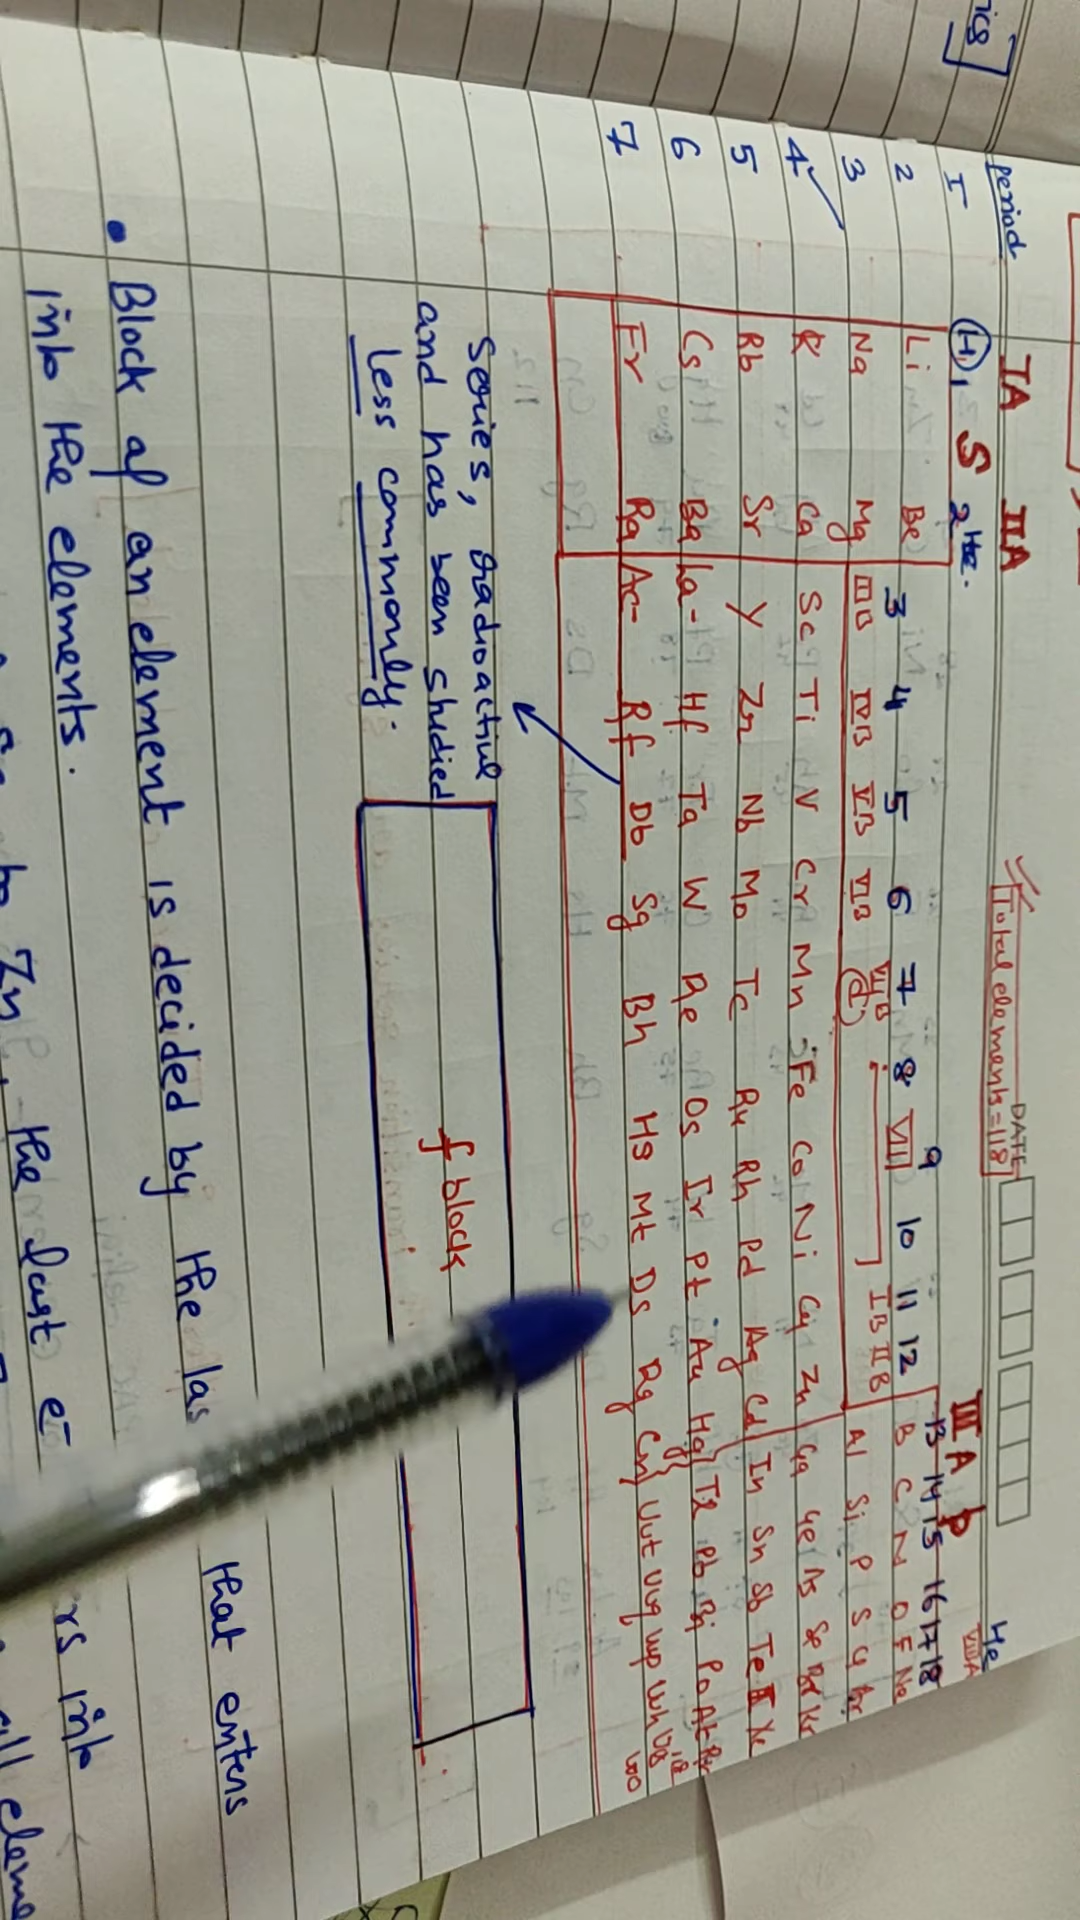 DATE
Total elements=118
period IA IIA IIIA He
VIIIA
1 H S 2 He. 9 10 13 14 15 p 16 17 18
2 Li Be 3 4 5 6 7 8 11 12 B C N O F Ne
3 Na Mg IIIB IVB VB VIB VIIB (d) VIII IB IIB Al Si P S Cl Ar
4 K Ca Sc Ti V Cr Mn Fe Co Ni Cu Zn Ga Ge As Se Br Kr
5 Rb Sr Y Zr Nb Mo Tc Ru Rh Pd Ag Cd In Sn Sb Te I Xe
6 Cs Ba La- Hf Ta W Re Os Ir Pt Au Hg Tl Pb Bi Po At Rn
7 Fr Ra Ac- Rf Db Sg Bh HS Mt Ds Rg Cn Uut Uuq uup Uuh Uus uuo
Series, radioactive
and has been studied
less commonly.
f block
• Block of an element is decided by the las that enters
into the elements.
Zn, the last e⁻